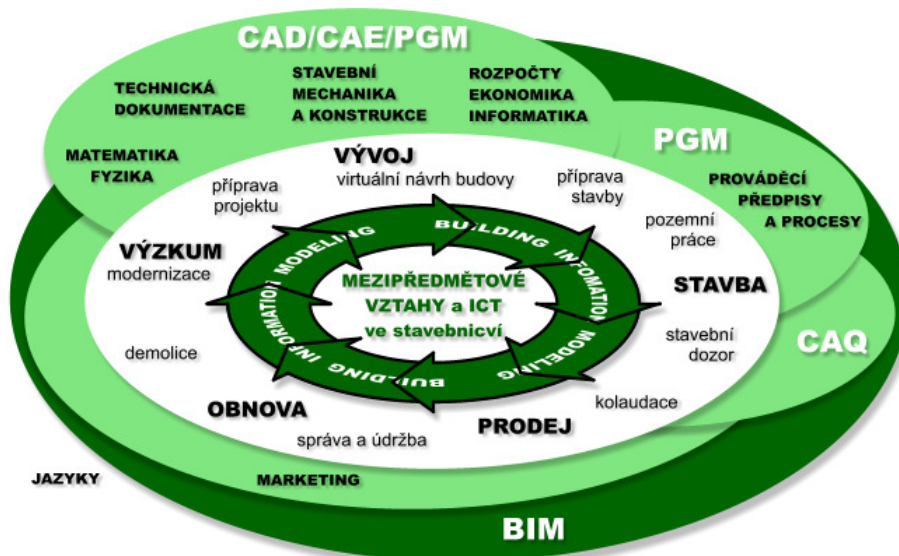 CAD/CAE/PGM
TECHNICKÁ
DOKUMENTACE
STAVEBNÍ
MECHANIKA
A KONSTRUKCE
ROZPOČTY
EKONOMIKA
INFORMATIKA
MATEMATIKA
FYZIKA
PGM
PROVÁDĚCÍ
PŘEDPISY
A PROCESY
VÝVOJ
virtuální návrh budovy
příprava
projektu
příprava
stavby
pozemní
práce
VÝZKUM
modernizace
STAVBA
BUILDING INFOMATION MODELING
BUILDING INFORMATION MODELING
MEZIPŘEDMĚTOVÉ
VZTAHY a ICT
ve stavebnicví
demolice
stavební
dozor
CAQ
OBNOVA
PRODEJ
kolaudace
správa a údržba
JAZYKY
MARKETING
BIM